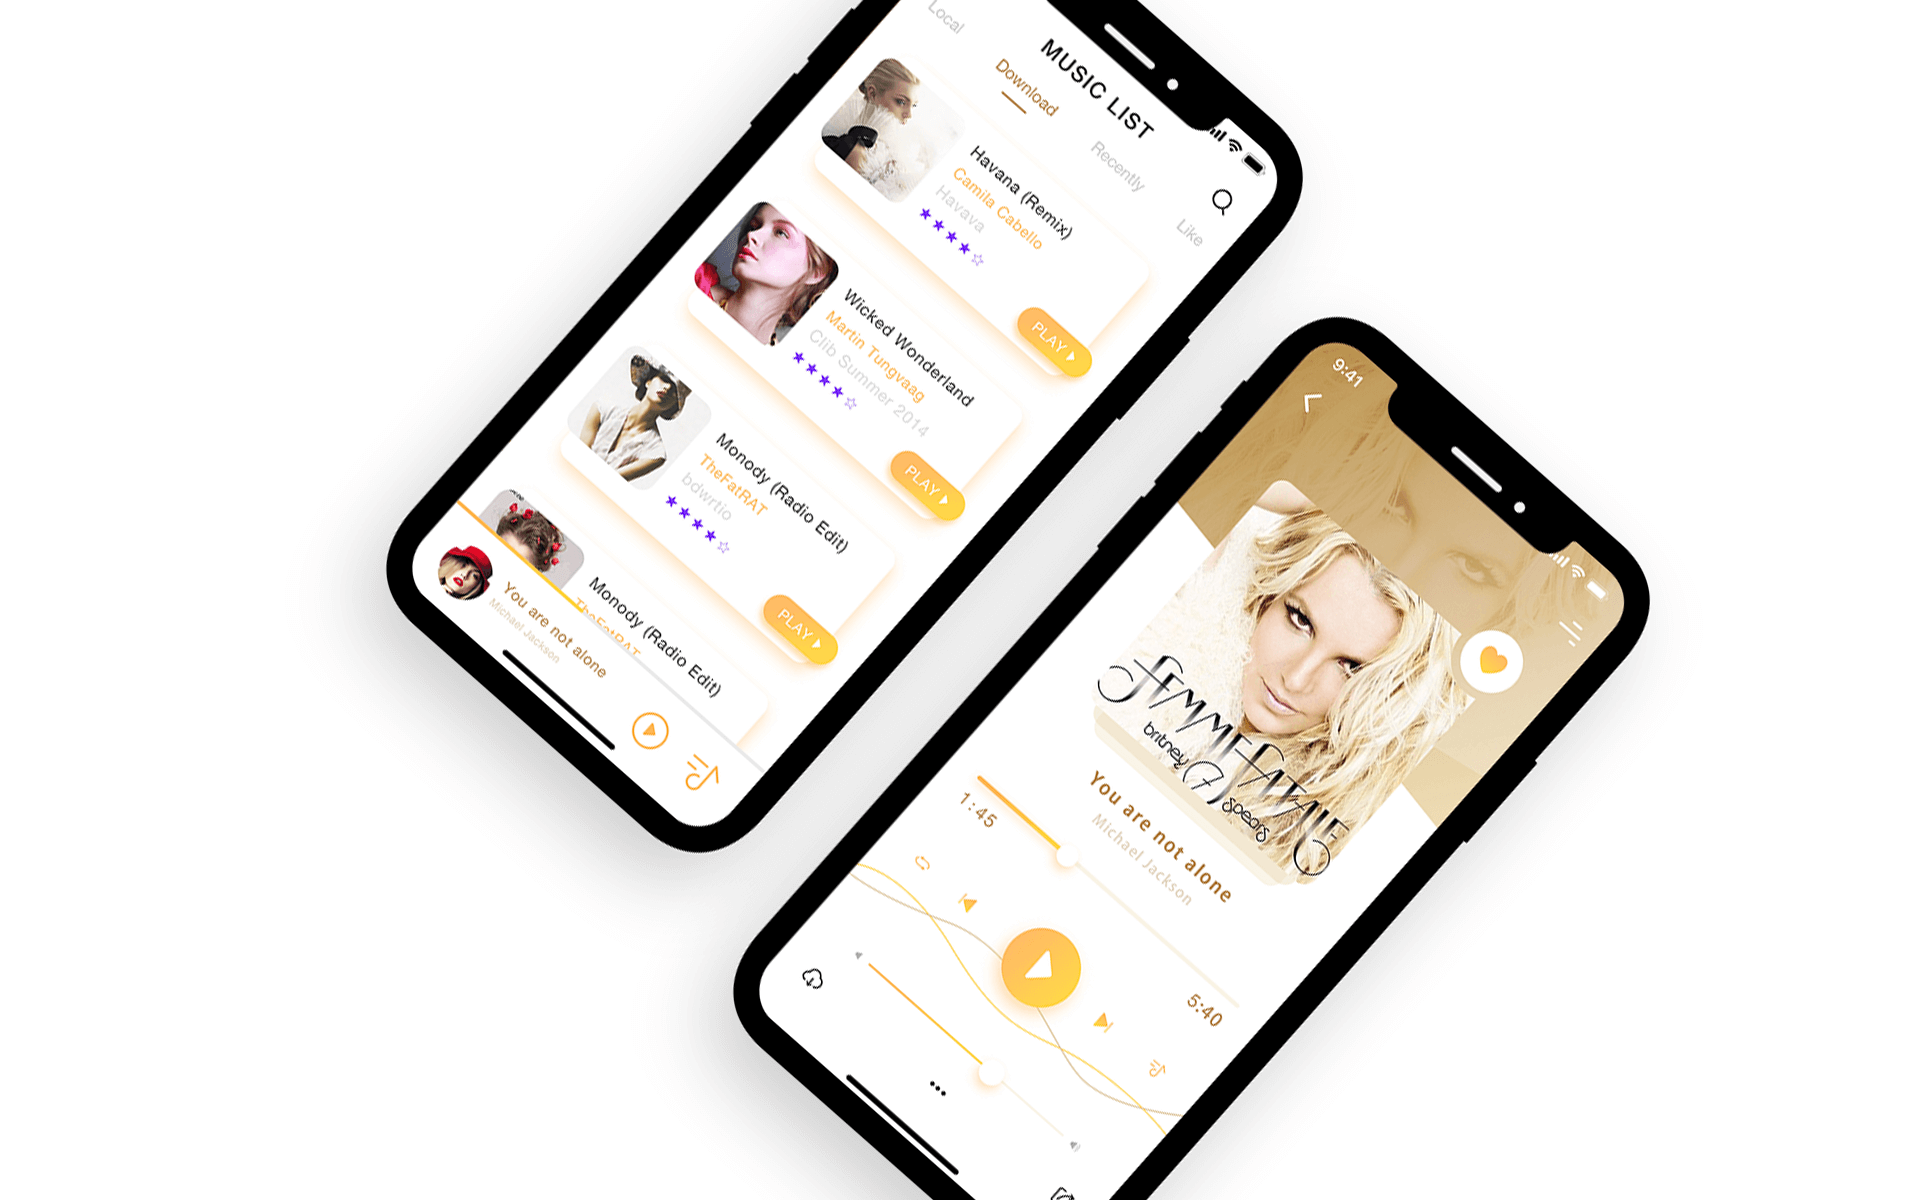 MUSIC LIST
Local
Download
Recently
Like
Havana (Remix)
Camila Cabello
Havava
PLAY
Wicked Wonderland
Martin Tungvaag
Clib Summer 2014
PLAY
Monody (Radio Edit)
TheFatRAT
bdwrtio
PLAY
Monody (Radio Edit)
TheFatRAT
You are not alone
Michael Jackson
9:41
FEMME FATALE
britney spears
You are not alone
Michael Jackson
1:45
5:40